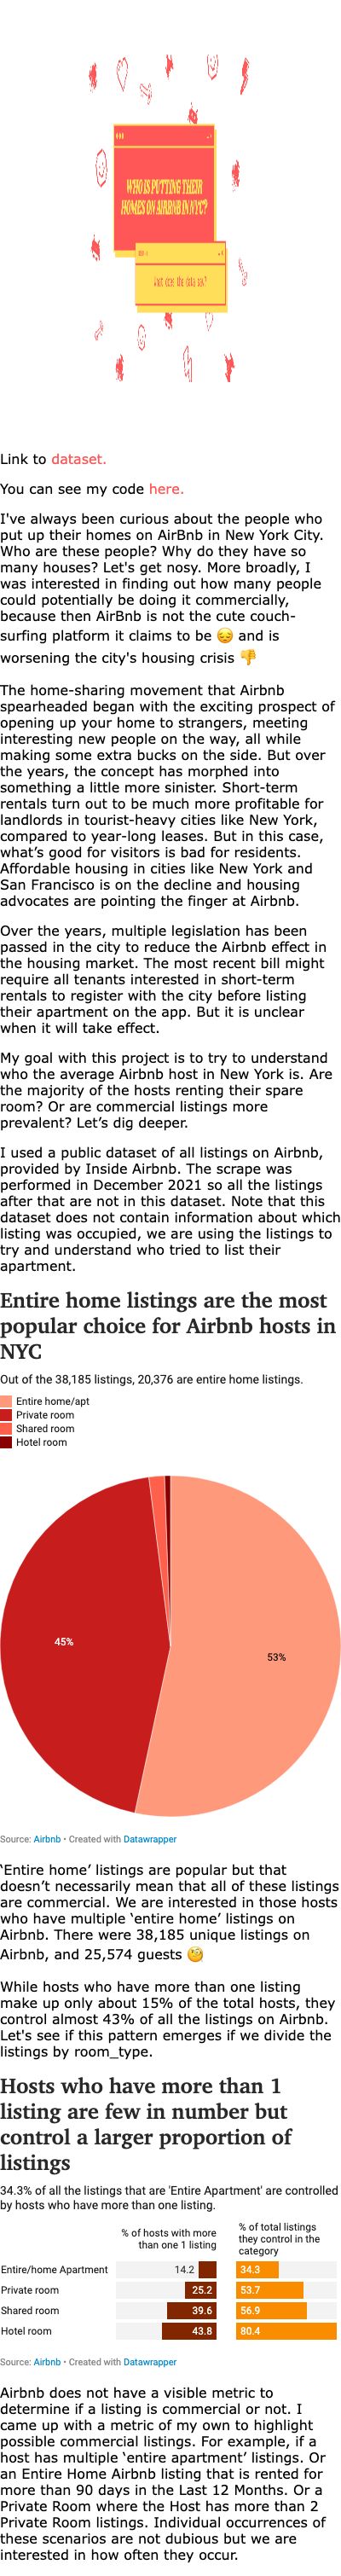 WHO IS PUTTING THEIR
HOMES ON AIRBNB IN NYC?
what does the data say?
Link to dataset.
You can see my code here.
I've always been curious about the people who
put up their homes on AirBnb in New York City.
Who are these people? Why do they have so
many houses? Let's get nosy. More broadly, I
was interested in finding out how many people
could potentially be doing it commercially,
because then AirBnb is not the cute couch-
surfing platform it claims to be 😔 and is
worsening the city's housing crisis 👎
The home-sharing movement that Airbnb
spearheaded began with the exciting prospect of
opening up your home to strangers, meeting
interesting new people on the way, all while
making some extra bucks on the side. But over
the years, the concept has morphed into
something a little more sinister. Short-term
rentals turn out to be much more profitable for
landlords in tourist-heavy cities like New York,
compared to year-long leases. But in this case,
what’s good for visitors is bad for residents.
Affordable housing in cities like New York and
San Francisco is on the decline and housing
advocates are pointing the finger at Airbnb.
Over the years, multiple legislation has been
passed in the city to reduce the Airbnb effect in
the housing market. The most recent bill might
require all tenants interested in short-term
rentals to register with the city before listing
their apartment on the app. But it is unclear
when it will take effect.
My goal with this project is to try to understand
who the average Airbnb host in New York is. Are
the majority of the hosts renting their spare
room? Or are commercial listings more
prevalent? Let’s dig deeper.
I used a public dataset of all listings on Airbnb,
provided by Inside Airbnb. The scrape was
performed in December 2021 so all the listings
after that are not in this dataset. Note that this
dataset does not contain information about which
listing was occupied, we are using the listings to
try and understand who tried to list their
apartment.
Entire home listings are the most
popular choice for Airbnb hosts in
NYC
Out of the 38,185 listings, 20,376 are entire home listings.
Entire home/apt
Private room
Shared room
Hotel room
45%
53%
Source: Airbnb • Created with Datawrapper
‘Entire home’ listings are popular but that
doesn’t necessarily mean that all of these listings
are commercial. We are interested in those hosts
who have multiple ‘entire home’ listings on
Airbnb. There were 38,185 unique listings on
Airbnb, and 25,574 guests 🧐
While hosts who have more than one listing
make up only about 15% of the total hosts, they
control almost 43% of all the listings on Airbnb.
Let's see if this pattern emerges if we divide the
listings by room_type.
Hosts who have more than 1
listing are few in number but
control a larger proportion of
listings
34.3% of all the listings that are 'Entire Apartment' are controlled
by hosts who have more than one listing.
% of hosts with more
than one 1 listing
% of total listings
they control in the
category
Entire/home Apartment 14.2 34.3
Private room 25.2 53.7
Shared room 39.6 56.9
Hotel room 43.8 80.4
Source: Airbnb • Created with Datawrapper
Airbnb does not have a visible metric to
determine if a listing is commercial or not. I
came up with a metric of my own to highlight
possible commercial listings. For example, if a
host has multiple ‘entire apartment’ listings. Or
an Entire Home Airbnb listing that is rented for
more than 90 days in the Last 12 Months. Or a
Private Room where the Host has more than 2
Private Room listings. Individual occurrences of
these scenarios are not dubious but we are
interested in how often they occur.